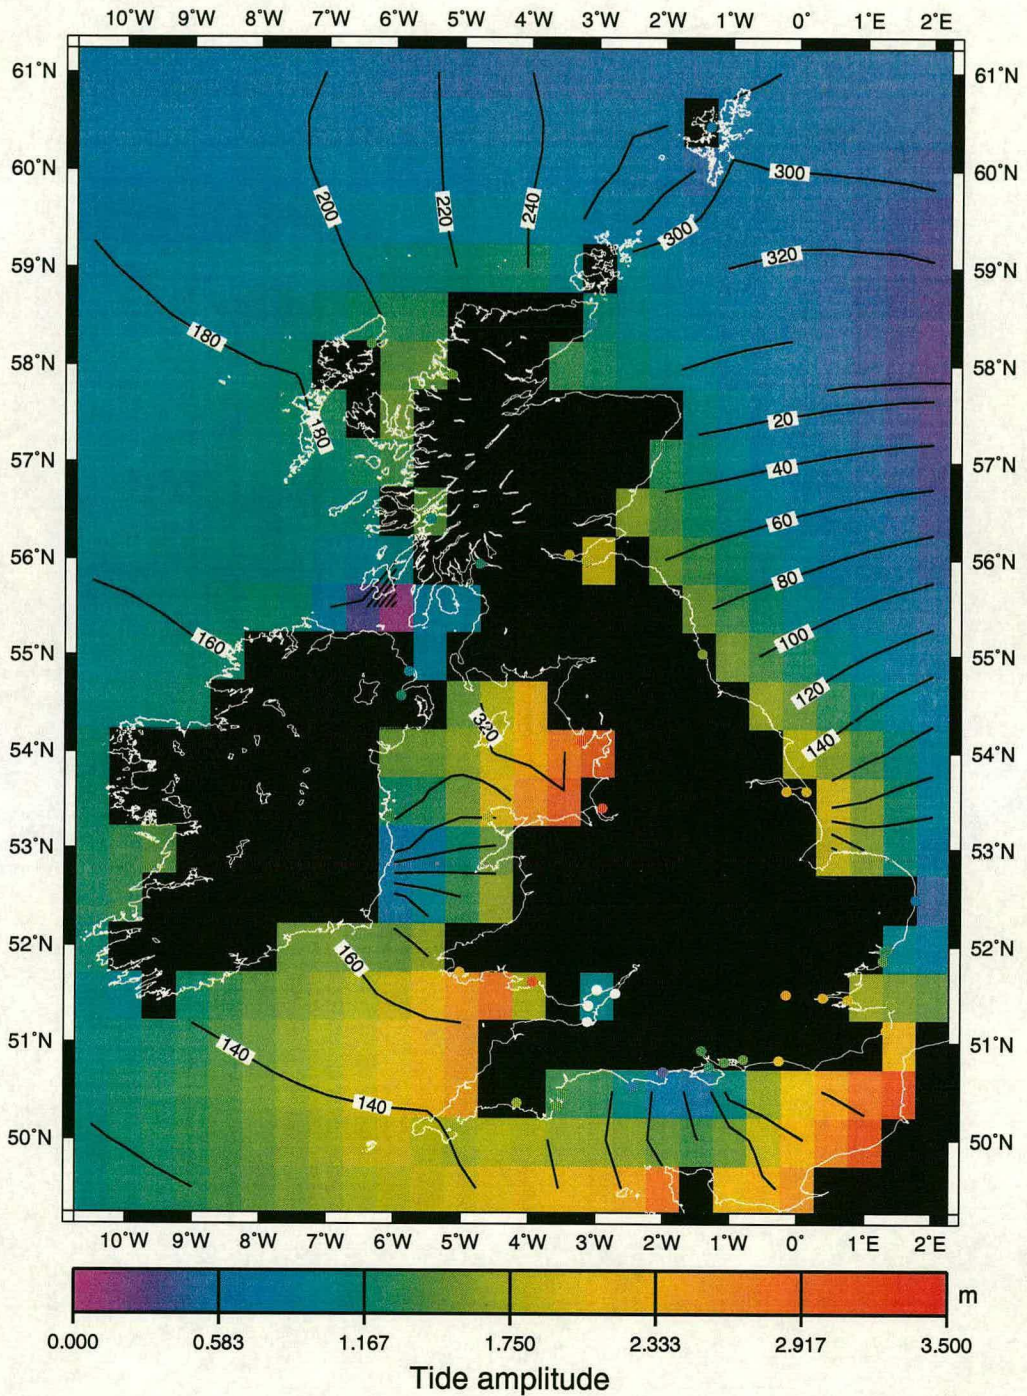 10˚W 9˚W 8˚W 7˚W 6˚W 5˚W 4˚W 3˚W 2˚W 1˚W 0˚ 1˚E 2˚E
61˚N 61˚N
60˚N 60˚N
300
200 220 240
300
59˚N 59˚N
320
180
58˚N 58˚N
180
20
57˚N 57˚N
40
60
56˚N 56˚N
80
160
100
55˚N 55˚N
120
320
140
54˚N 54˚N
53˚N 53˚N
52˚N 52˚N
160
51˚N 51˚N
140
140
50˚N 50˚N
10˚W 9˚W 8˚W 7˚W 6˚W 5˚W 4˚W 3˚W 2˚W 1˚W 0˚ 1˚E 2˚E
m
0.000 0.583 1.167 1.750 2.333 2.917 3.500
Tide amplitude